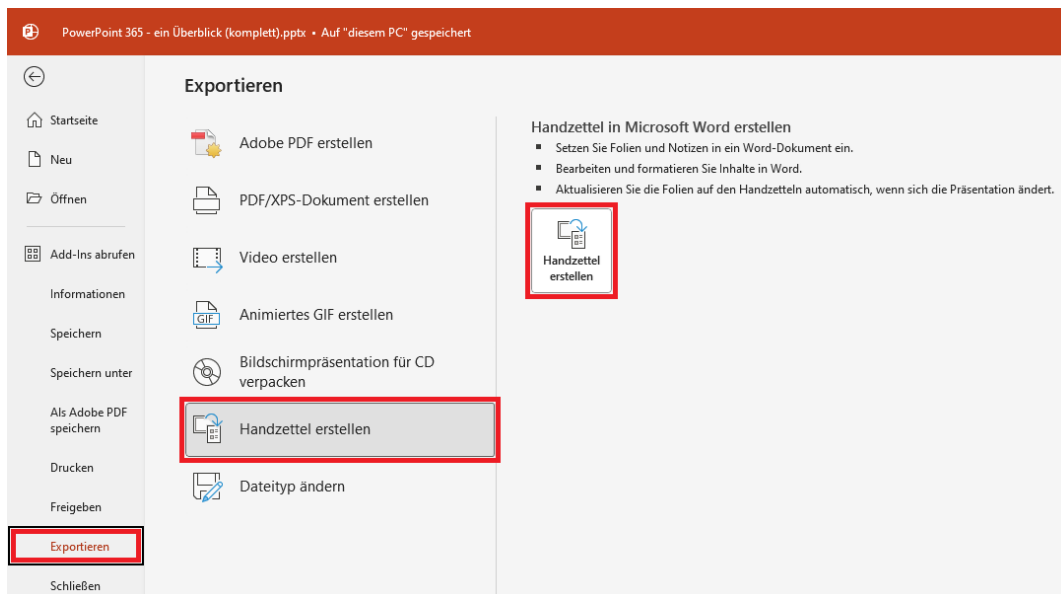 PowerPoint 365 - ein Überblick (komplett).pptx • Auf "diesem PC" gespeichert
Startseite
Neu
Öffnen
Add-Ins abrufen
Informationen
Speichern
Speichern unter
Als Adobe PDF
speichern
Drucken
Freigeben
Exportieren
Schließen
Exportieren
Adobe PDF erstellen
PDF/XPS-Dokument erstellen
Video erstellen
GIF
Animiertes GIF erstellen
Bildschirmpräsentation für CD
verpacken
Handzettel erstellen
Dateityp ändern
Handzettel in Microsoft Word erstellen
▪ Setzen Sie Folien und Notizen in ein Word-Dokument ein.
▪ Bearbeiten und formatieren Sie Inhalte in Word.
▪ Aktualisieren Sie die Folien auf den Handzetteln automatisch, wenn sich die Präsentation ändert.
Handzettel
erstellen